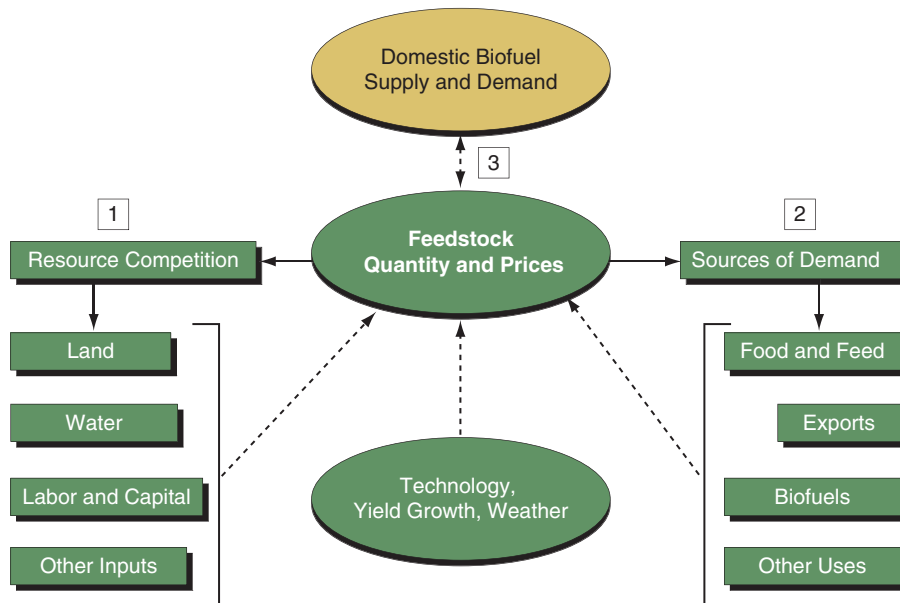 Domestic Biofuel
Supply and Demand
3
1
2
Feedstock
Quantity and Prices
Resource Competition
Sources of Demand
Land
Food and Feed
Water
Exports
Technology,
Yield Growth, Weather
Labor and Capital
Biofuels
Other Inputs
Other Uses